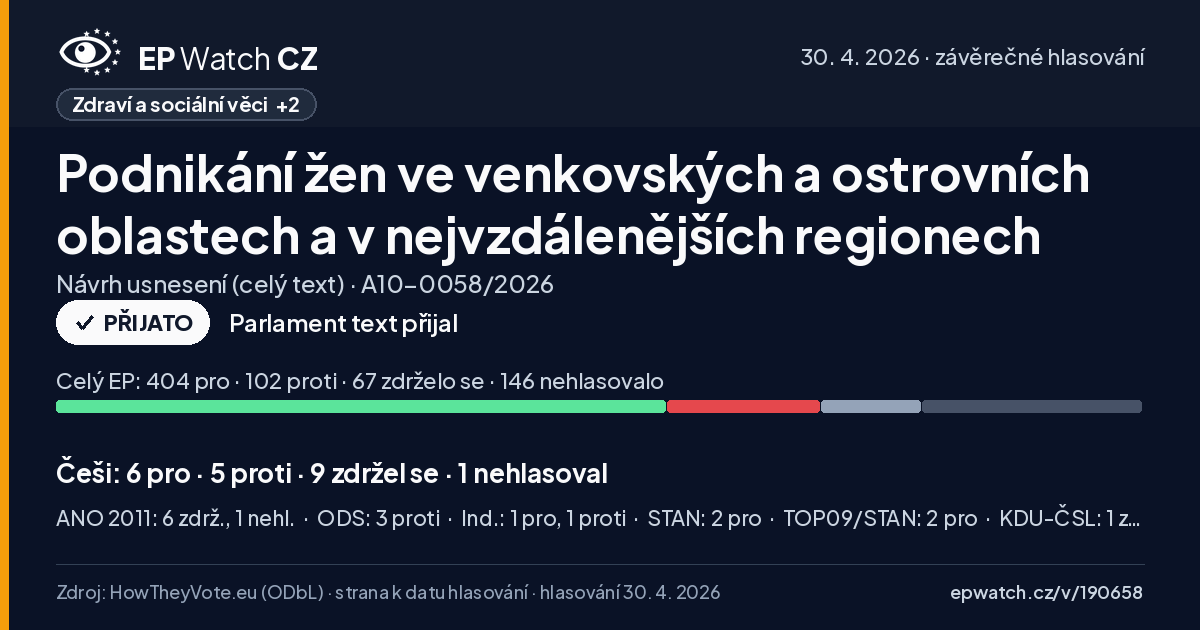 EP Watch CZ
30. 4. 2026 · závěrečné hlasování
Zdraví a sociální věci +2
Podnikání žen ve venkovských a ostrovních
oblastech a v nejvzdálenějších regionech
Návrh usnesení (celý text) · A10–0058/2026
✓ PŘIJATO Parlament text přijal
Celý EP: 404 pro · 102 proti · 67 zdrželo se · 146 nehlasovalo
Češi: 6 pro · 5 proti · 9 zdržel se · 1 nehlasoval
ANO 2011: 6 zdrž., 1 nehl. · ODS: 3 proti · Ind.: 1 pro, 1 proti · STAN: 2 pro · TOP09/STAN: 2 pro · KDU-ČSL: 1 z…
Zdroj: HowTheyVote.eu (ODbL) · strana k datu hlasování · hlasování 30. 4. 2026
epwatch.cz/v/190658